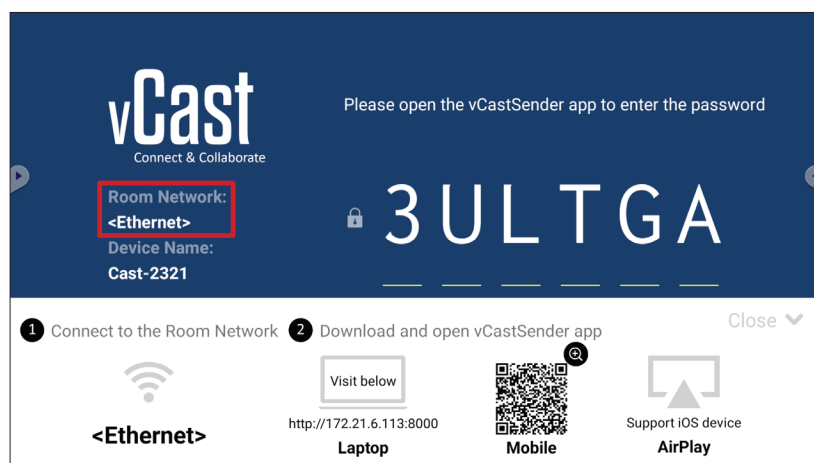 vCast
Connect & Collaborate
Please open the vCastSender app to enter the password
Room Network:
<Ethernet>
Device Name:
Cast-2321
3ULTGA
1 Connect to the Room Network
<Ethernet>
2 Download and open vCastSender app
Close
Visit below
http://172.21.6.113:8000
Laptop
Mobile
Support iOS device
AirPlay